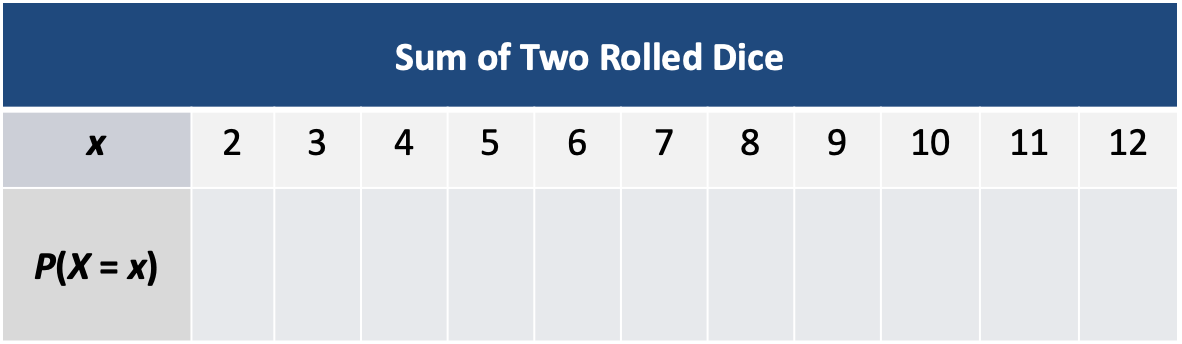 Sum of Two Rolled Dice
x 2 3 4 5 6 7 8 9 10 11 12
P(X = x)